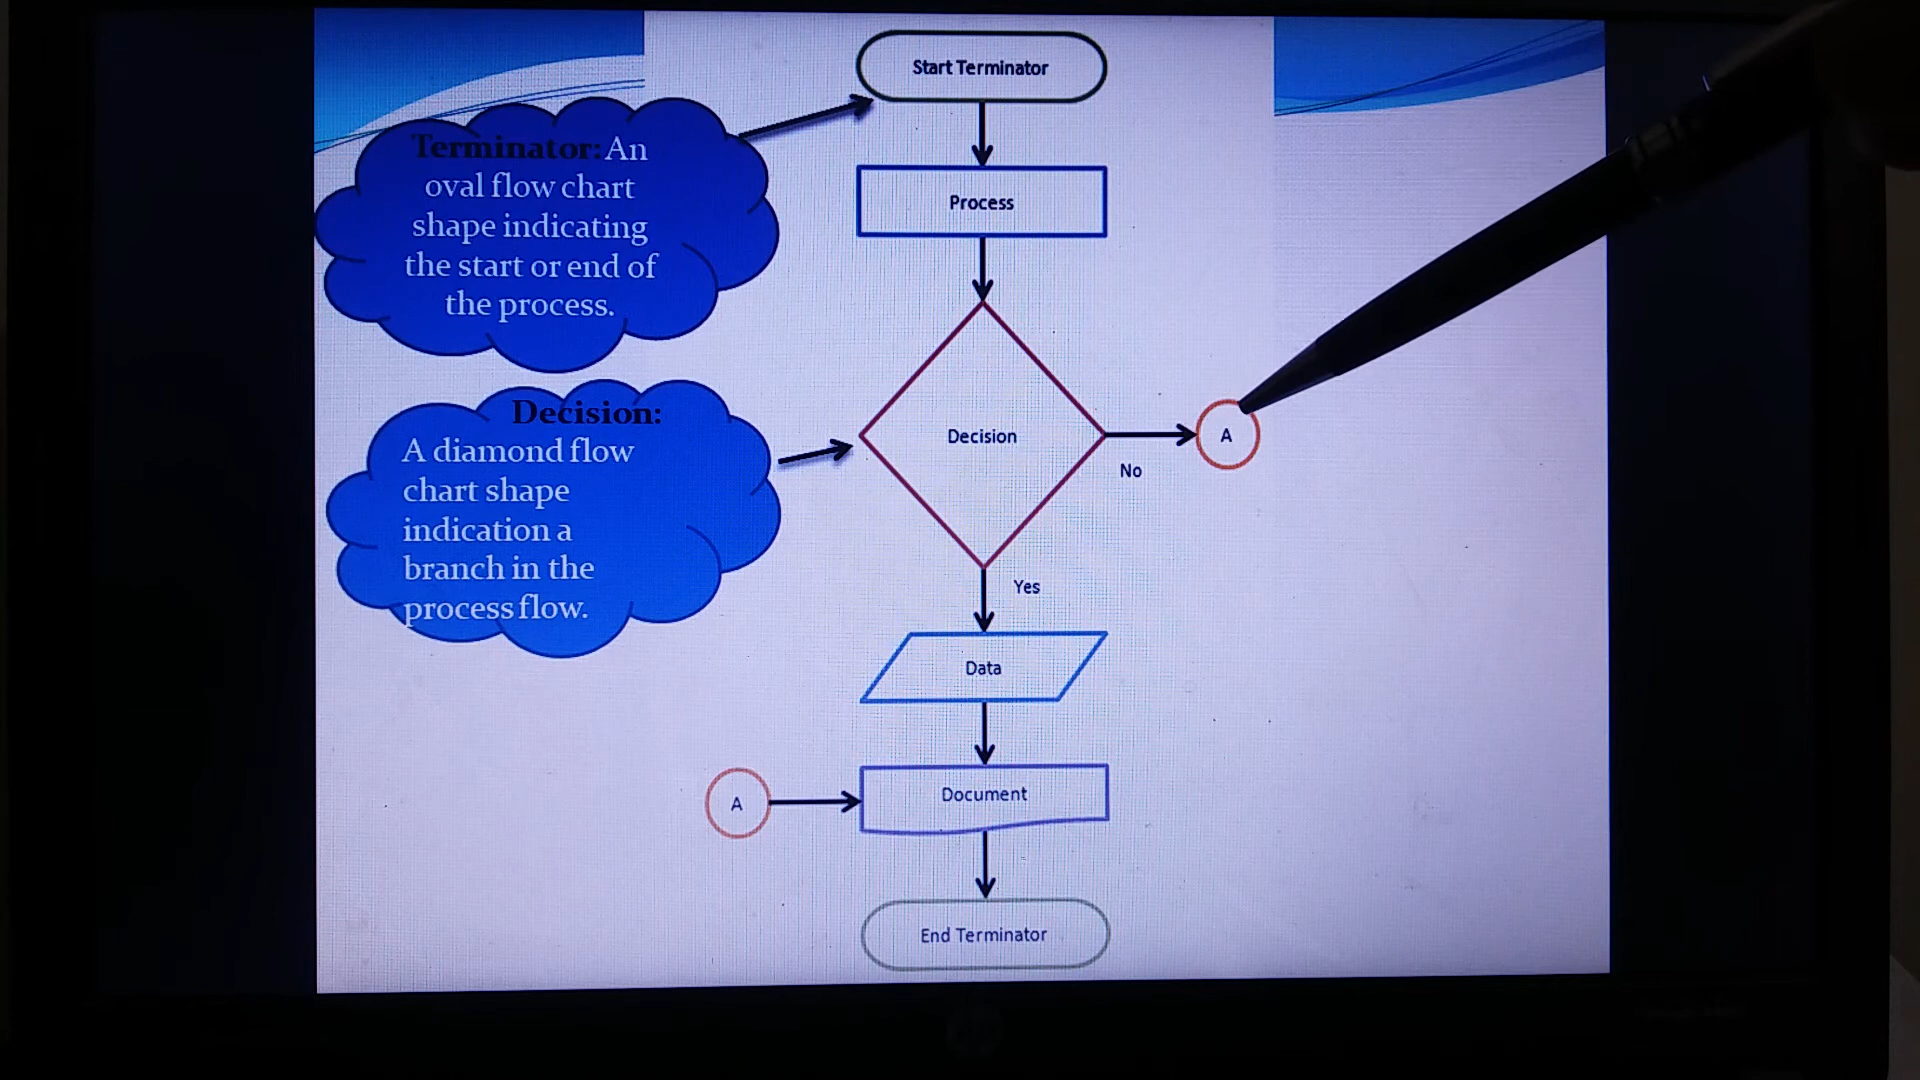 Start Terminator
Terminator: An
oval flow chart
shape indicating
the start or end of
the process.
Process
Decision:
A diamond flow
chart shape
indication a
branch in the
process flow.
Decision
No
A
Yes
Data
A
Document
End Terminator